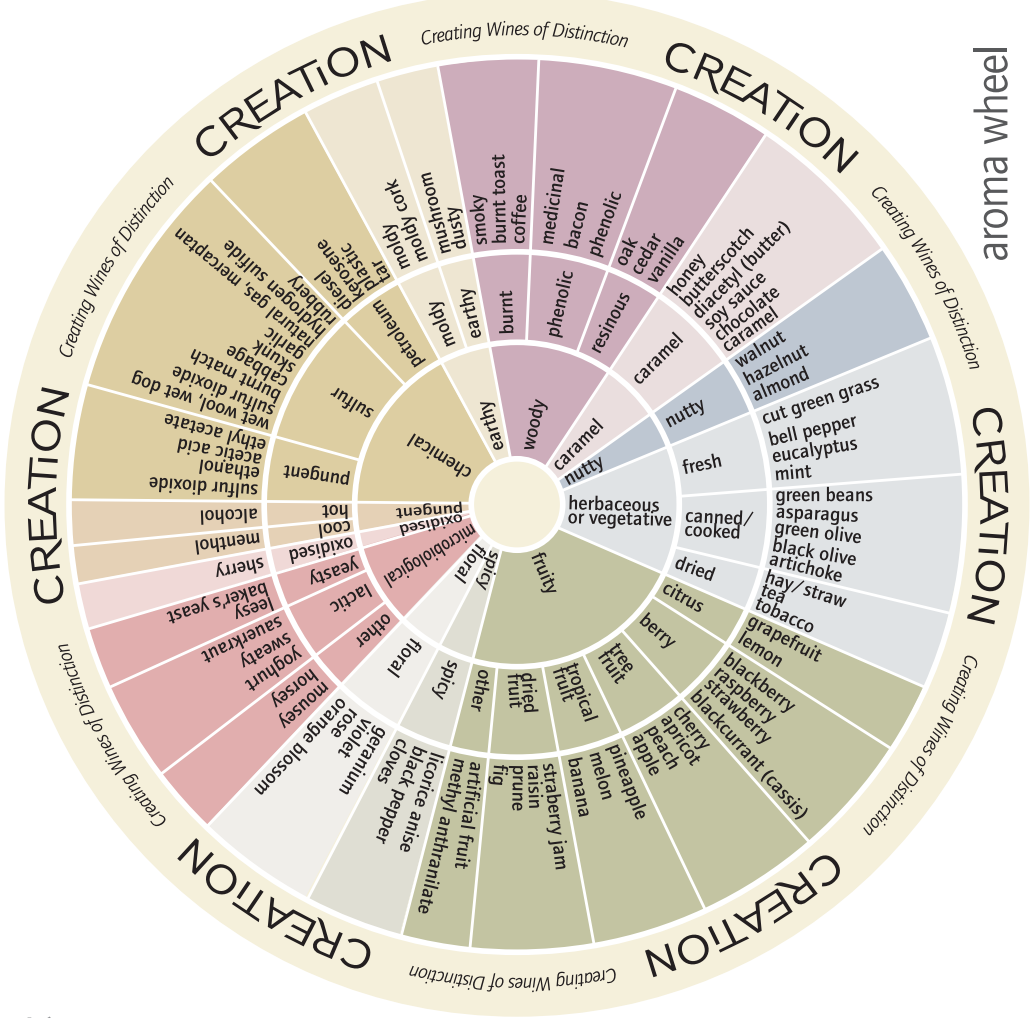 aroma wheel
Creating Wines of Distinction
CREATiON
Creating Wines of Distinction
CREATiON
Creating Wines of Distinction
CREATiON
Creating Wines of Distinction
CREATiON
Creating Wines of Distinction
CREATiON
Creating Wines of Distinction
CREATiON
Creating Wines of Distinction
CREATiON
woody
burnt
smoky
burnt toast
coffee
phenolic
medicinal
bacon
phenolic
resinous
oak
cedar
vanilla
caramel
caramel
honey
butterscotch
diacetyl (butter)
soy sauce
chocolate
caramel
nutty
nutty
walnut
hazelnut
almond
herbaceous
or vegetative
fresh
cut green grass
bell pepper
eucalyptus
mint
canned/
cooked
green beans
asparagus
green olive
black olive
artichoke
dried
hay/straw
tea
tobacco
fruity
citrus
grapefruit
lemon
berry
blackberry
raspberry
strawberry
blackcurrant (cassis)
tree
fruit
cherry
apricot
peach
apple
tropical
fruit
pineapple
melon
banana
dried
fruit
straberry jam
raisin
prune
fig
other
artificial fruit
methyl anthranilate
spicy
spicy
licorice anise
black pepper
cloves
floral
floral
geranium
violet
rose
orange blossom
microbiological
other
mousey
horsey
lactic
yoghurt
sweaty
sauerkraut
yeasty
leesy
baker's yeast
oxidised
oxidised
sherry
pungent
cool
menthol
hot
alcohol
chemical
pungent
sulfur dioxide
ethanol
acetic acid
ethyl acetate
sulfur
wet wool, wet dog
sulfur dioxide
burnt match
cabbage
skunk
garlic
natural gas, mercaptan
hydrogen sulfide
rubbery
petroleum
diesel
kerosene
plastic
tar
earthy
moldy
moldy
moldy cork
earthy
mushroom
dusty